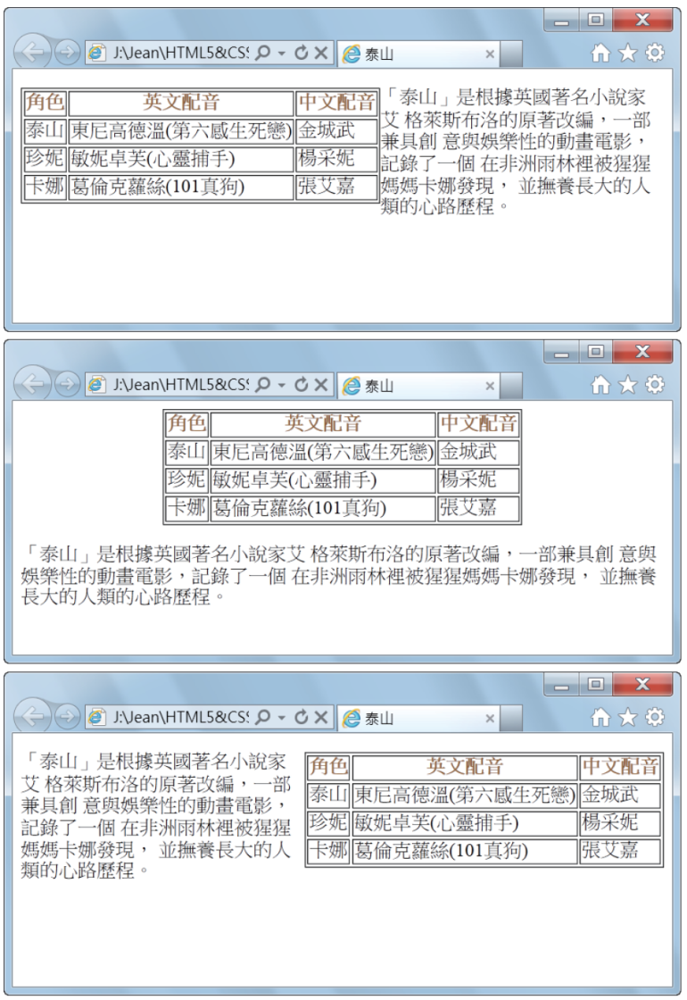 J:\Jean\HTML5&CS
泰山
角色 英文配音 中文配音
泰山 東尼高德溫(第六感生死戀) 金城武
珍妮 敏妮卓芙(心靈捕手) 楊采妮
卡娜 葛倫克蘿絲(101真狗) 張艾嘉
「泰山」是根據英國著名小說家
艾 格萊斯布洛的原著改編，一部
兼具創 意與娛樂性的動畫電影，
記錄了一個 在非洲雨林裡被猩猩
媽媽卡娜發現， 並撫養長大的人
類的心路歷程。
J:\Jean\HTML5&CS
泰山
角色 英文配音 中文配音
泰山 東尼高德溫(第六感生死戀) 金城武
珍妮 敏妮卓芙(心靈捕手) 楊采妮
卡娜 葛倫克蘿絲(101真狗) 張艾嘉
「泰山」是根據英國著名小說家艾 格萊斯布洛的原著改編，一部兼具創 意與
娛樂性的動畫電影，記錄了一個 在非洲雨林裡被猩猩媽媽卡娜發現， 並撫養
長大的人類的心路歷程。
J:\Jean\HTML5&CS
泰山
「泰山」是根據英國著名小說家
艾 格萊斯布洛的原著改編，一部
兼具創 意與娛樂性的動畫電影，
記錄了一個 在非洲雨林裡被猩猩
媽媽卡娜發現， 並撫養長大的人
類的心路歷程。
角色 英文配音 中文配音
泰山 東尼高德溫(第六感生死戀) 金城武
珍妮 敏妮卓芙(心靈捕手) 楊采妮
卡娜 葛倫克蘿絲(101真狗) 張艾嘉